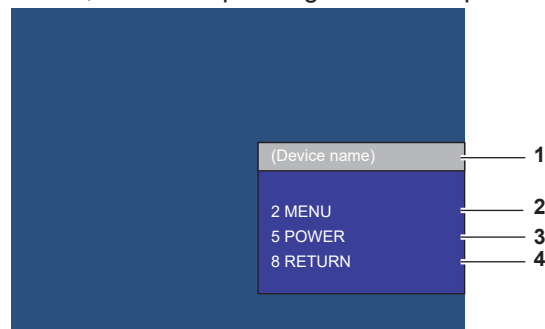 (Device name)
1
2 MENU
2
5 POWER
3
8 RETURN
4